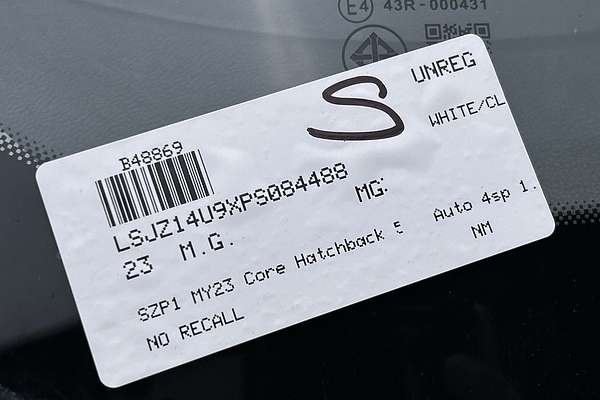 E4 43R-000431
S UNREG
B48869 WHITE/CL
LSJZ14U9XPS084488 MG:
23 M.G.
SZP1 MY23 Core Hatchback 5 Auto 4sp 1.
NO RECALL NM